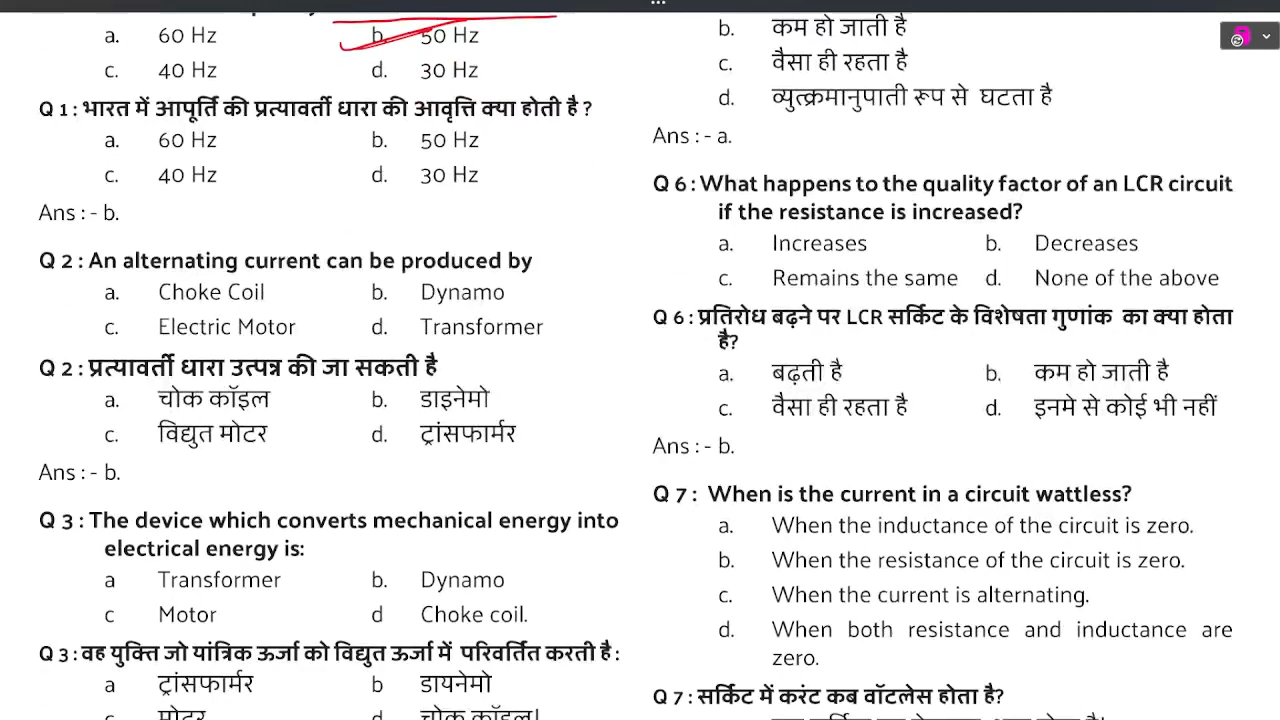 a. 60 Hz b. 50 Hz
c. 40 Hz d. 30 Hz
Q 1 : भारत में आपूर्ति की प्रत्यावर्ती धारा की आवृत्ति क्या होती है ?
a. 60 Hz b. 50 Hz
c. 40 Hz d. 30 Hz
Ans : - b.
Q 2 : An alternating current can be produced by
a. Choke Coil b. Dynamo
c. Electric Motor d. Transformer
Q 2 : प्रत्यावर्ती धारा उत्पन्न की जा सकती है
a. चोक कॉइल b. डाइनेमो
c. विद्युत मोटर d. ट्रांसफार्मर
Ans : - b.
Q 3 : The device which converts mechanical energy into
electrical energy is:
a Transformer b. Dynamo
c Motor d Choke coil.
Q 3 : वह युक्ति जो यांत्रिक ऊर्जा को विद्युत ऊर्जा में परिवर्तित करती है :
a ट्रांसफार्मर b डायनेमो
c मोटर d चोक कॉइल।
b. कम हो जाती है
c. वैसा ही रहता है
d. व्युत्क्रमानुपाती रूप से घटता है
Ans : - a.
Q 6 : What happens to the quality factor of an LCR circuit
if the resistance is increased?
a. Increases b. Decreases
c. Remains the same d. None of the above
Q 6 : प्रतिरोध बढ़ने पर LCR सर्किट के विशेषता गुणांक का क्या होता
है?
a. बढ़ती है b. कम हो जाती है
c. वैसा ही रहता है d. इनमे से कोई भी नहीं
Ans : - b.
Q 7 : When is the current in a circuit wattless?
a. When the inductance of the circuit is zero.
b. When the resistance of the circuit is zero.
c. When the current is alternating.
d. When both resistance and inductance are
zero.
Q 7 : सर्किट में करंट कब वॉटलेस होता है?